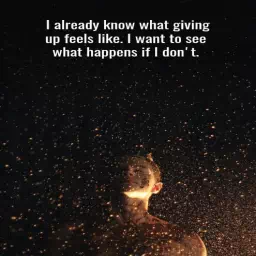 I already know what giving
up feels like. I want to see
what happens if I don't.